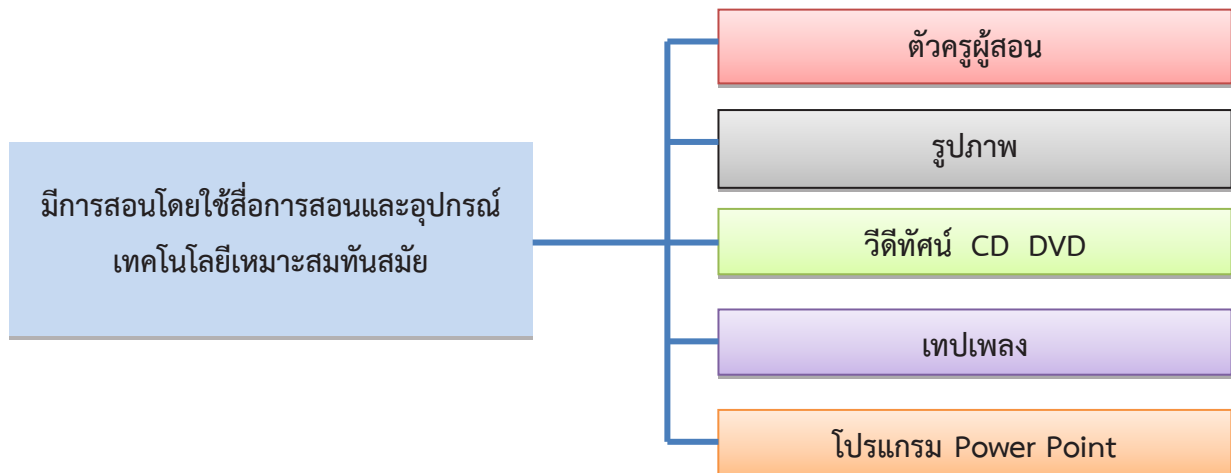 ตัวครูผู้สอน
รูปภาพ
มีการสอนโดยใช้สื่อการสอนและอุปกรณ์
เทคโนโลยีเหมาะสมทันสมัย
วีดีทัศน์ CD DVD
เทปเพลง
โปรแกรม Power Point